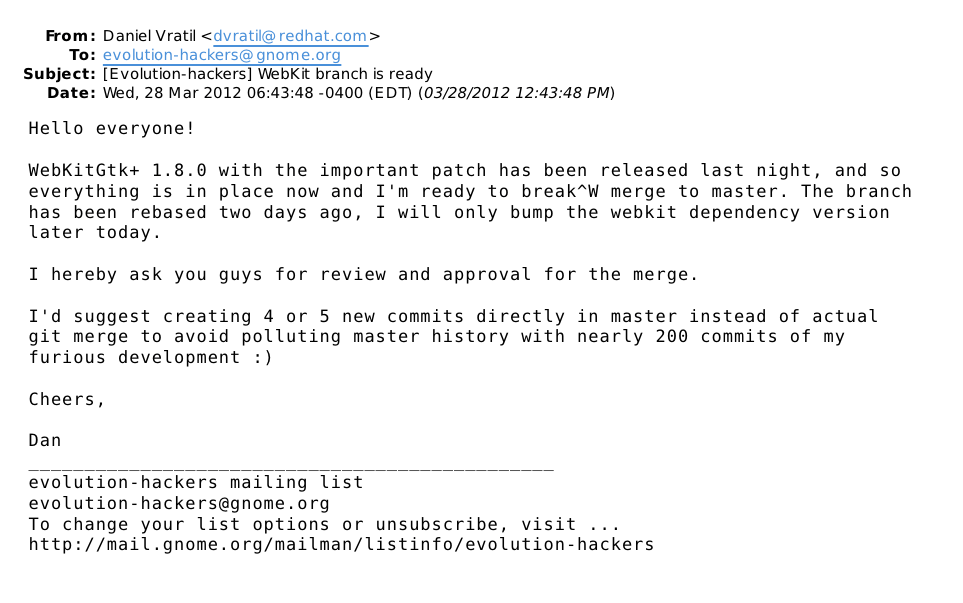 From: Daniel Vratil <dvratil@redhat.com>
To: evolution-hackers@gnome.org
Subject: [Evolution-hackers] WebKit branch is ready
Date: Wed, 28 Mar 2012 06:43:48 -0400 (EDT) (03/28/2012 12:43:48 PM)
Hello everyone!
WebKitGtk+ 1.8.0 with the important patch has been released last night, and so
everything is in place now and I'm ready to break^W merge to master. The branch
has been rebased two days ago, I will only bump the webkit dependency version
later today.
I hereby ask you guys for review and approval for the merge.
I'd suggest creating 4 or 5 new commits directly in master instead of actual
git merge to avoid polluting master history with nearly 200 commits of my
furious development :)
Cheers,
Dan
_______________________________________________
evolution-hackers mailing list
evolution-hackers@gnome.org
To change your list options or unsubscribe, visit ...
http://mail.gnome.org/mailman/listinfo/evolution-hackers